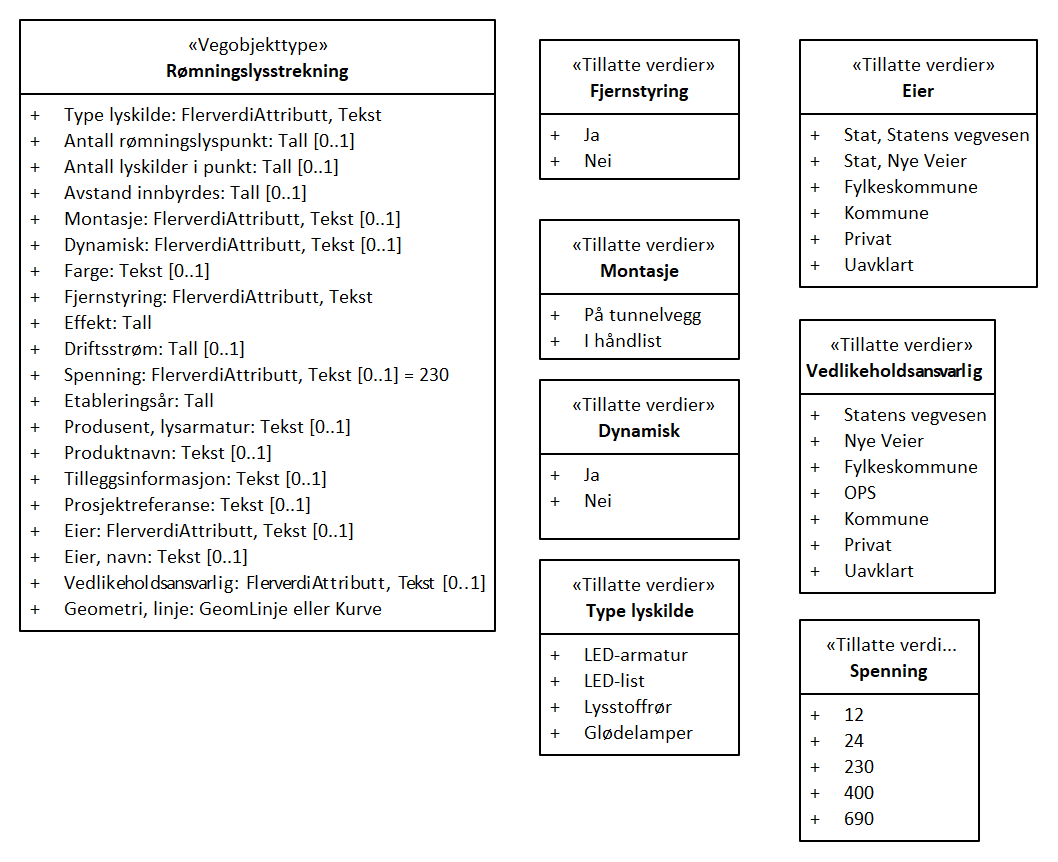 «Vegobjekttype»
Rømningslysstrekning
+ Type lyskilde: FlerverdiAttributt, Tekst
+ Antall rømningslyspunkt: Tall [0..1]
+ Antall lyskilder i punkt: Tall [0..1]
+ Avstand innbyrdes: Tall [0..1]
+ Montasje: FlerverdiAttributt, Tekst [0..1]
+ Dynamisk: FlerverdiAttributt, Tekst [0..1]
+ Farge: Tekst [0..1]
+ Fjernstyring: FlerverdiAttributt, Tekst
+ Effekt: Tall
+ Driftsstrøm: Tall [0..1]
+ Spenning: FlerverdiAttributt, Tekst [0..1] = 230
+ Etableringsår: Tall
+ Produsent, lysarmatur: Tekst [0..1]
+ Produktnavn: Tekst [0..1]
+ Tilleggsinformasjon: Tekst [0..1]
+ Prosjektreferanse: Tekst [0..1]
+ Eier: FlerverdiAttributt, Tekst [0..1]
+ Eier, navn: Tekst [0..1]
+ Vedlikeholdsansvarlig: FlerverdiAttributt, Tekst [0..1]
+ Geometri, linje: GeomLinje eller Kurve
«Tillatte verdier»
Fjernstyring
+ Ja
+ Nei
«Tillatte verdier»
Montasje
+ På tunnelvegg
+ I håndlist
«Tillatte verdier»
Dynamisk
+ Ja
+ Nei
«Tillatte verdier»
Type lyskilde
+ LED-armatur
+ LED-list
+ Lysstoffrør
+ Glødelamper
«Tillatte verdier»
Eier
+ Stat, Statens vegvesen
+ Stat, Nye Veier
+ Fylkeskommune
+ Kommune
+ Privat
+ Uavklart
«Tillatte verdier»
Vedlikeholdsansvarlig
+ Statens vegvesen
+ Nye Veier
+ Fylkeskommune
+ OPS
+ Kommune
+ Privat
+ Uavklart
«Tillatte verdi...
Spenning
+ 12
+ 24
+ 230
+ 400
+ 690